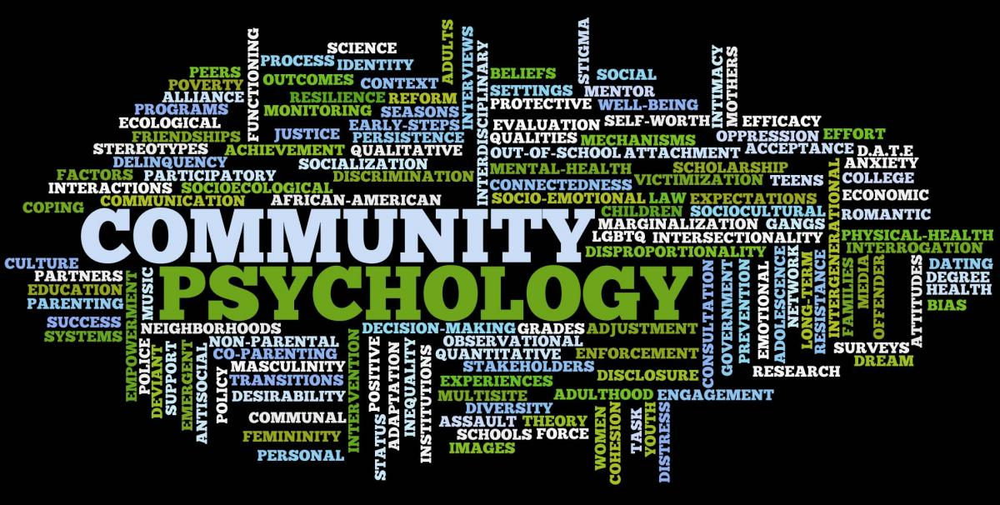 ADULTS
STIGMA
INTERVIEWS
FUNCTIONING
SCIENCE
INTERDISCIPLINARY
INTIMACY
MOTHERS
PROCESS IDENTITY
PEERS
BELIEFS
SOCIAL
OUTCOMES CONTEXT
POVERTY
SETTINGS MENTOR
ALLIANCE
RESILIENCE REFORM
PROTECTIVE WELL-BEING
PROGRAMS
MONITORING SEASONS
ECOLOGICAL
EARLY-STEPS
EVALUATION SELF-WORTH EFFICACY
FRIENDSHIPS
JUSTICE PERSISTENCE
QUALITIES MECHANISMS
OPPRESSION EFFORT
STEREOTYPES ACHIEVEMENT QUALITATIVE
OUT-OF-SCHOOL ATTACHMENT ACCEPTANCE D.A.T.E
DELINQUENCY
SOCIALIZATION
MENTAL-HEALTH SCHOLARSHIP
ANXIETY
FACTORS PARTICIPATORY DISCRIMINATION
CONNECTEDNESS VICTIMIZATION TEENS
COLLEGE
INTERACTIONS SOCIOECOLOGICAL
COPING
COMMUNICATION AFRICAN-AMERICAN
SOCIO-EMOTIONAL LAW EXPECTATIONS
ECONOMIC
CHILDREN SOCIOCULTURAL
ROMANTIC
INTERGENERATIONAL
COMMUNITY
MARGINALIZATION GANGS
LGBTQ INTERSECTIONALITY
PHYSICAL-HEALTH
DISPROPORTIONALITY
INTERROGATION
PSYCHOLOGY
CULTURE
PARTNERS
EDUCATION
PARENTING
SUCCESS
SYSTEMS
EMPOWERMENT
MUSIC
CONSULTATION
GOVERNMENT
PREVENTION
EMOTIONAL
ADOLESCENCE
NETWORK
LONG-TERM
RESISTANCE
FAMILIES
MEDIA
OFFENDER
ATTITUDES
DATING
DEGREE
HEALTH
BIAS
NEIGHBORHOODS
DECISION-MAKING GRADES ADJUSTMENT
NON-PARENTAL
OBSERVATIONAL
CO-PARENTING
QUANTITATIVE ENFORCEMENT
SURVEYS
DREAM
MASCULINITY
STAKEHOLDERS
RESEARCH
TRANSITIONS
EXPERIENCES
DISCLOSURE
DESIRABILITY
MULTISITE
ADULTHOOD ENGAGEMENT
DIVERSITY
COMMUNAL
ASSAULT THEORY
FEMININITY
SCHOOLS FORCE
PERSONAL
IMAGES
POLICE
DEVIANT
SUPPORT
EMERGENT
ANTISOCIAL
POLICY
INTERVENTION
POSITIVE
STATUS
ADAPTATION
INEQUALITY
INSTITUTIONS
WOMEN
COHESION
TASK
YOUTH
DISTRESS